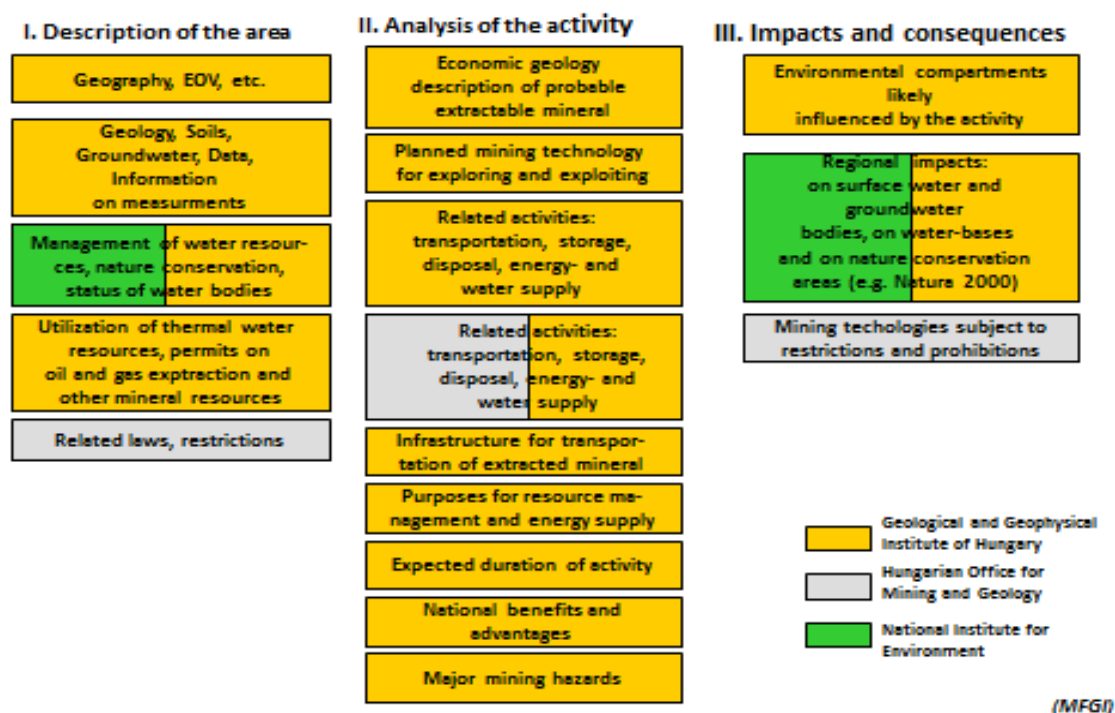 I. Description of the area
Geography, EOV, etc.
Geology, Soils,
Groundwater, Data,
Information
on measurments
Management of water resour-
ces, nature conservation,
status of water bodies
Utilization of thermal water
resources, permits on
oil and gas exptraction and
other mineral resources
Related laws, restrictions
II. Analysis of the activity
Economic geology
description of probable
extractable mineral
Planned mining technology
for exploring and exploiting
Related activities:
transportation, storage,
disposal, energy- and
water supply
Related activities:
transportation, storage,
disposal, energy- and
water supply
Infrastructure for transpor-
tation of extracted mineral
Purposes for resource ma-
nagement and energy supply
Expected duration of activity
National benefits and
advantages
Major mining hazards
III. Impacts and consequences
Environmental compartments
likely
influenced by the activity
Regional impacts:
on surface water and
groundwater
bodies, on water-bases
and on nature conservation
areas (e.g. Natura 2000)
Mining techologies subject to
restrictions and prohibitions
Geological and Geophysical
Institute of Hungary
Hungarian Office for
Mining and Geology
National Institute for
Environment
(MFGI)